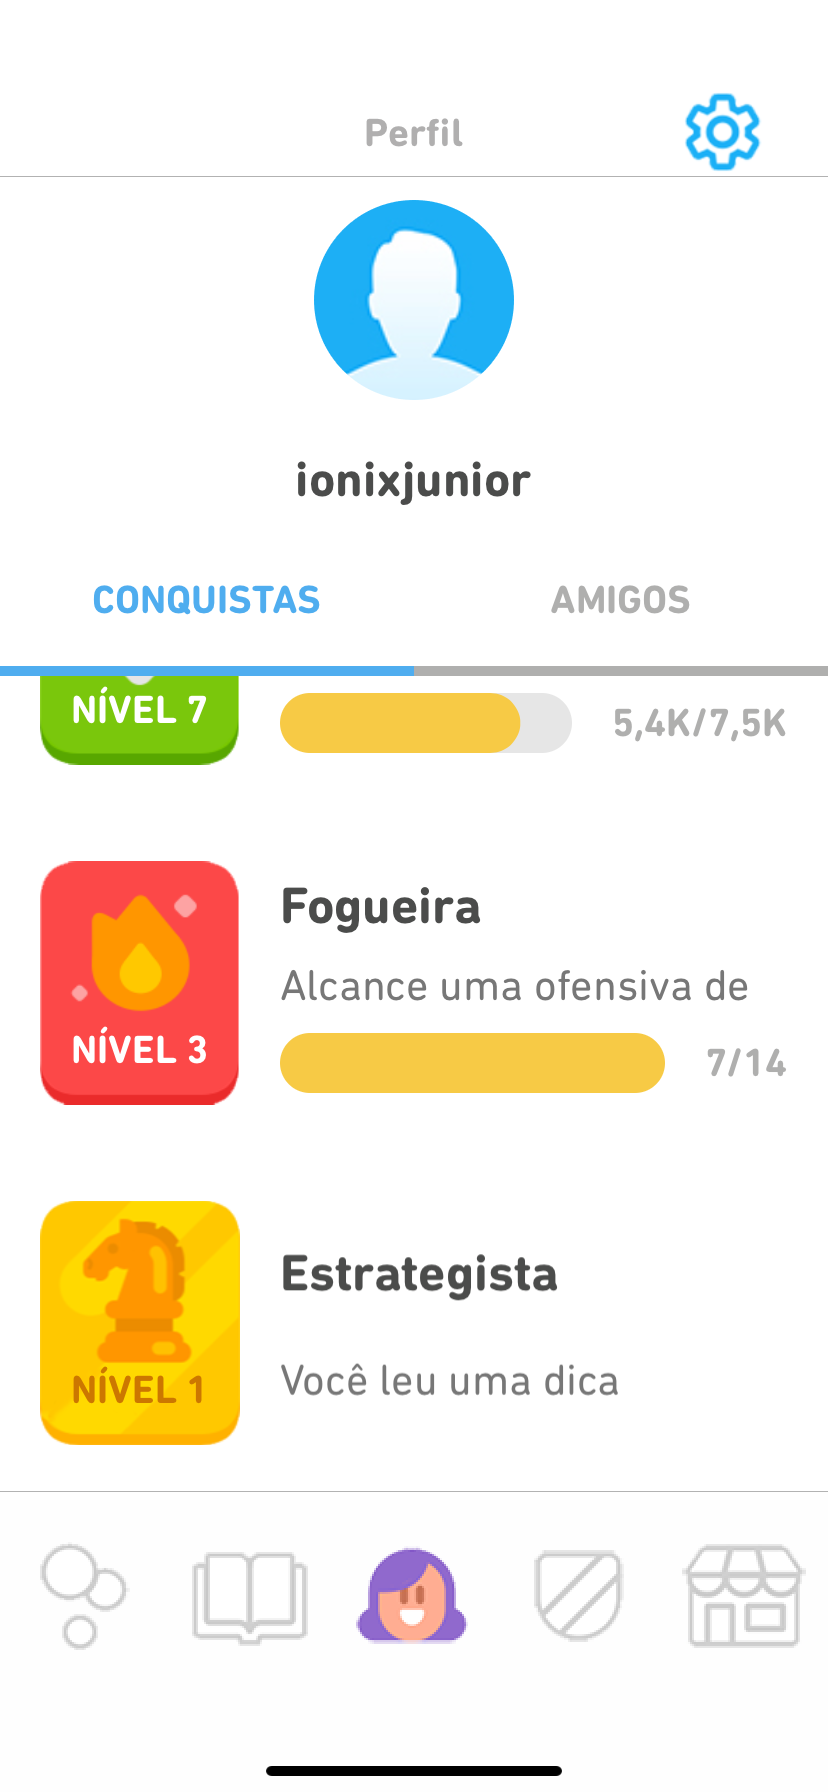 Perfil
ionixjunior
CONQUISTAS
AMIGOS
NÍVEL 7
5,4K/7,5K
Fogueira
Alcance uma ofensiva de
NÍVEL 3
7/14
Estrategista
Você leu uma dica
NÍVEL 1